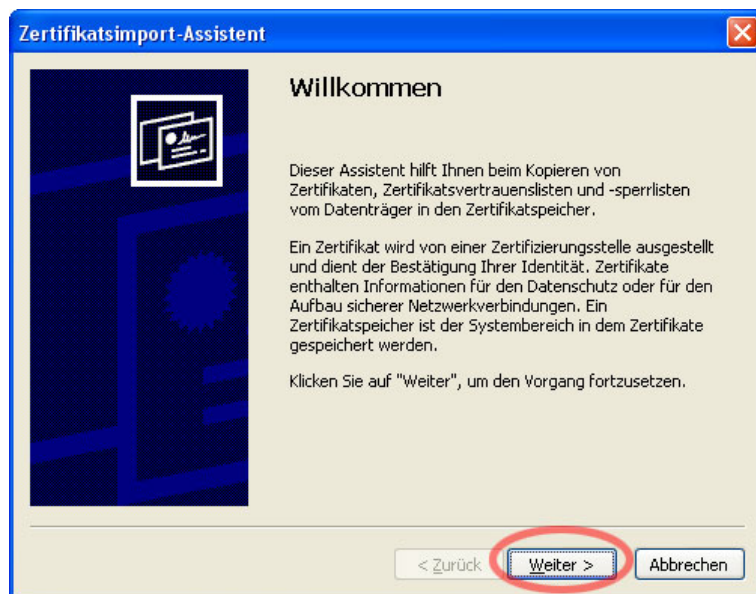 Zertifikatsimport-Assistent
Willkommen
Dieser Assistent hilft Ihnen beim Kopieren von
Zertifikaten, Zertifikatsvertrauenslisten und -sperrlisten
vom Datenträger in den Zertifikatspeicher.
Ein Zertifikat wird von einer Zertifizierungsstelle ausgestellt
und dient der Bestätigung Ihrer Identität. Zertifikate
enthalten Informationen für den Datenschutz oder für den
Aufbau sicherer Netzwerkverbindungen. Ein
Zertifikatspeicher ist der Systembereich in dem Zertifikate
gespeichert werden.
Klicken Sie auf "Weiter", um den Vorgang fortzusetzen.
< Zurück Weiter > Abbrechen